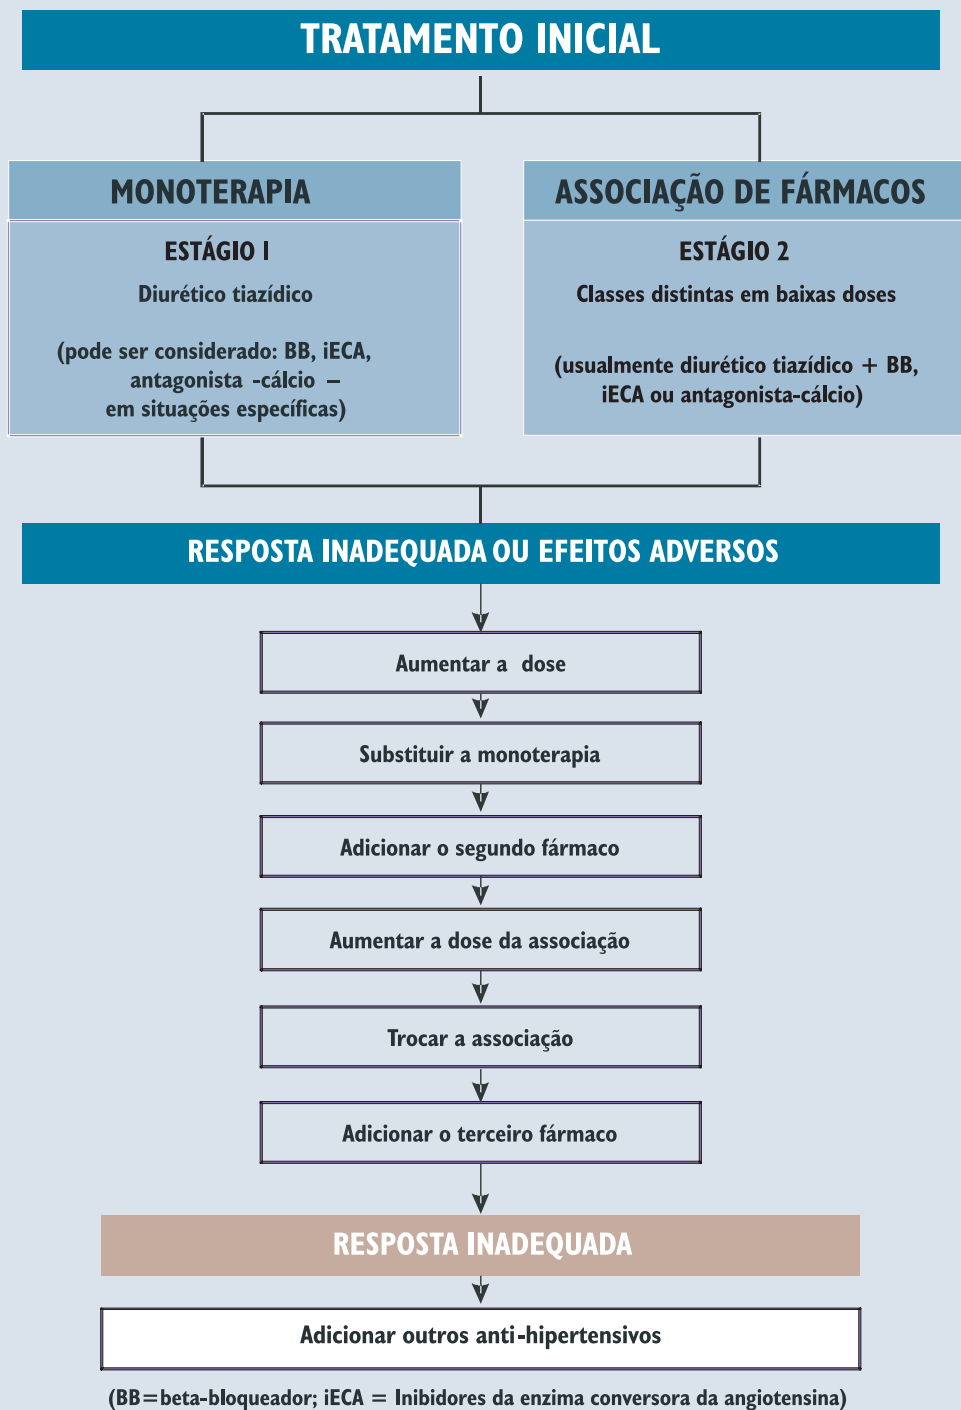 TRATAMENTO INICIAL
MONOTERAPIA
ESTÁGIO I
Diurético tiazídico
(pode ser considerado: BB, iECA,
antagonista -cálcio –
em situações específicas)
ASSOCIAÇÃO DE FÁRMACOS
ESTÁGIO 2
Classes distintas em baixas doses
(usualmente diurético tiazídico + BB,
iECA ou antagonista-cálcio)
RESPOSTA INADEQUADA OU EFEITOS ADVERSOS
Aumentar a dose
Substituir a monoterapia
Adicionar o segundo fármaco
Aumentar a dose da associação
Trocar a associação
Adicionar o terceiro fármaco
RESPOSTA INADEQUADA
Adicionar outros anti-hipertensivos
(BB=beta-bloqueador; iECA = Inibidores da enzima conversora da angiotensina)